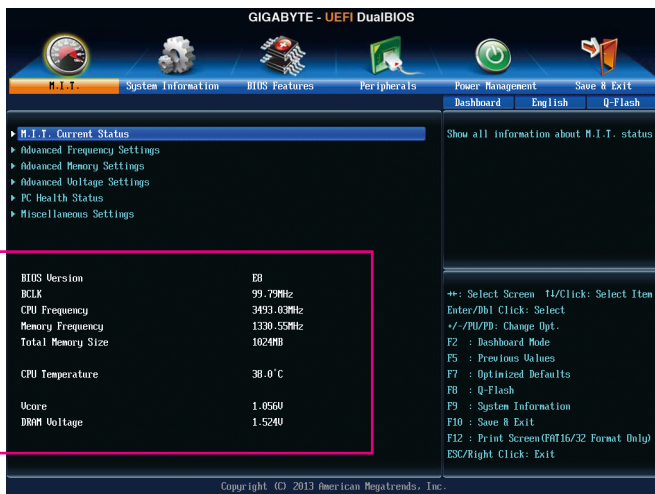 GIGABYTE - UEFI DualBIOS
M.I.T.
System Information
BIOS Features
Peripherals
Power Management
Save & Exit
Dashboard
English
Q-Flash
M.I.T. Current Status
Advanced Frequency Settings
Advanced Memory Settings
Advanced Voltage Settings
PC Health Status
Miscellaneous Settings
Show all information about M.I.T. status
BIOS Version E8
BCLK 99.79MHz
CPU Frequency 3493.03MHz
Memory Frequency 1330.55MHz
Total Memory Size 1024MB
CPU Temperature 38.0°C
Vcore 1.056V
DRAM Voltage 1.524V
→←: Select Screen ↑↓/Click: Select Item
Enter/Dbl Click: Select
+/-/PU/PD: Change Opt.
F2 : Dashboard Mode
F5 : Previous Values
F7 : Optimized Defaults
F8 : Q-Flash
F9 : System Information
F10 : Save & Exit
F12 : Print Screen(FAT16/32 Format Only)
ESC/Right Click: Exit
Copyright (C) 2013 American Megatrends, Inc.